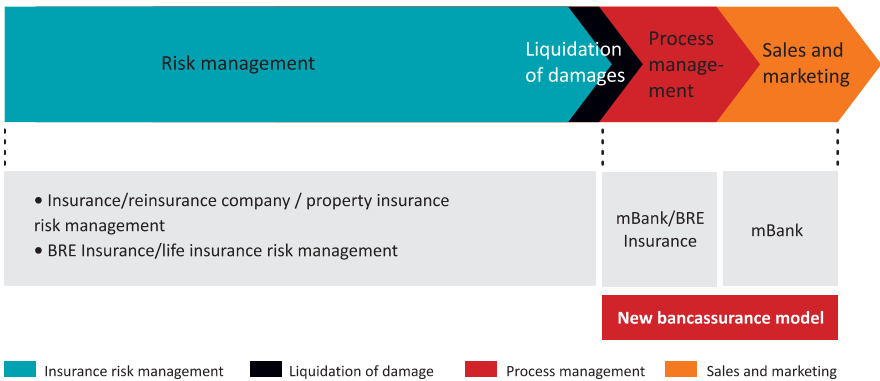 Risk management
Liquidation
of damages
Process
manage-
ment
Sales and
marketing
• Insurance/reinsurance company / property insurance
risk management
• BRE Insurance/life insurance risk management
mBank/BRE
Insurance
mBank
New bancassurance model
Insurance risk management
Liquidation of damage
Process management
Sales and marketing